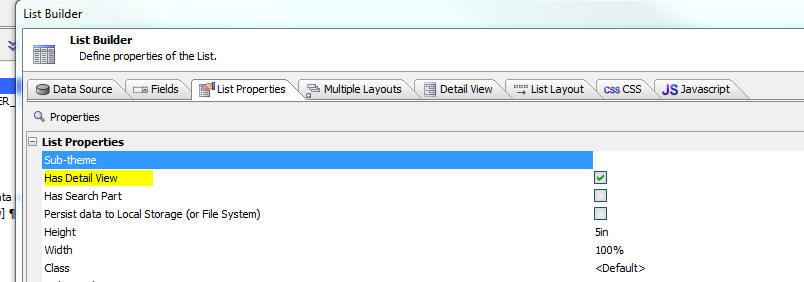 List Builder
List Builder
Define properties of the List.
Data Source Fields List Properties Multiple Layouts Detail View List Layout CSS CSS JS Javascript
Properties
List Properties
Sub-theme
ER_
Has Detail View
Has Search Part
ata
Persist data to Local Storage (or File System)
v] ¶
Height 5in
Width 100%
Class <Default>